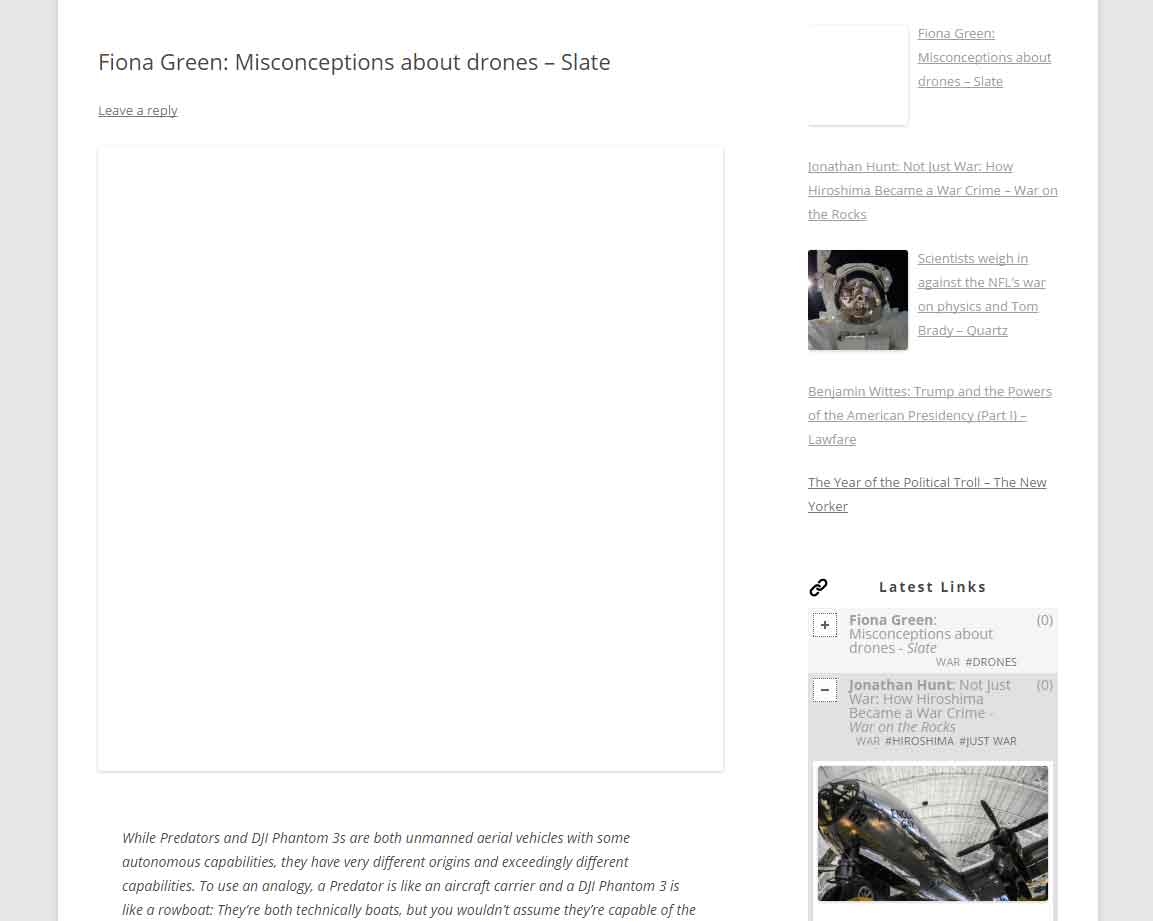 Fiona Green: Misconceptions about drones – Slate
Leave a reply
While Predators and DJI Phantom 3s are both unmanned aerial vehicles with some
autonomous capabilities, they have very different origins and exceedingly different
capabilities. To use an analogy, a Predator is like an aircraft carrier and a DJI Phantom 3 is
like a rowboat: They’re both technically boats, but you wouldn’t assume they’re capable of the
Fiona Green:
Misconceptions about
drones – Slate
Jonathan Hunt: Not Just War: How
Hiroshima Became a War Crime – War on
the Rocks
Scientists weigh in
against the NFL’s war
on physics and Tom
Brady – Quartz
Benjamin Wittes: Trump and the Powers
of the American Presidency (Part I) –
Lawfare
The Year of the Political Troll – The New
Yorker
Latest Links
+ Fiona Green: (0)
Misconceptions about
drones - Slate
WAR #DRONES
– Jonathan Hunt: Not Just (0)
War: How Hiroshima
Became a War Crime -
War on the Rocks
WAR #HIROSHIMA #JUST WAR
82
ENOLA
GAY